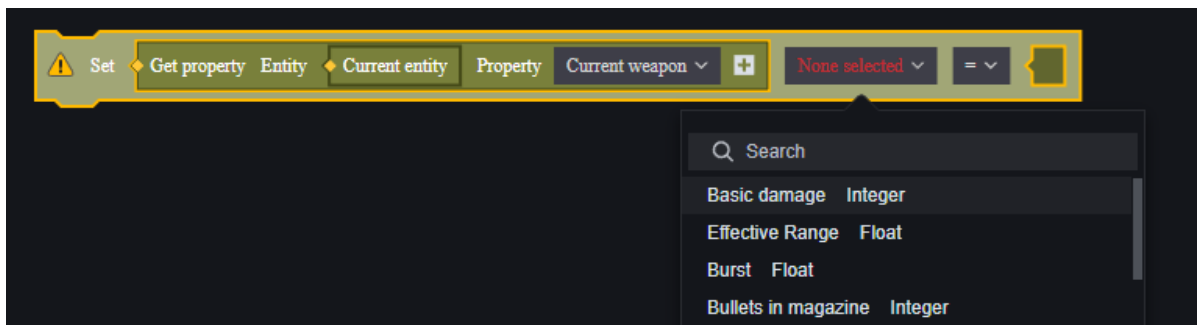 Set Get property Entity Current entity Property Current weapon None selected =
Search
Basic damage Integer
Effective Range Float
Burst Float
Bullets in magazine Integer